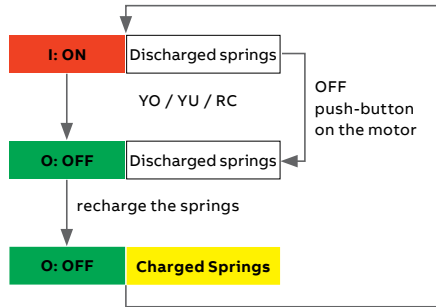 I: ON
Discharged springs
YO / YU / RC
OFF
push-button
on the motor
O: OFF
Discharged springs
recharge the springs
O: OFF
Charged Springs